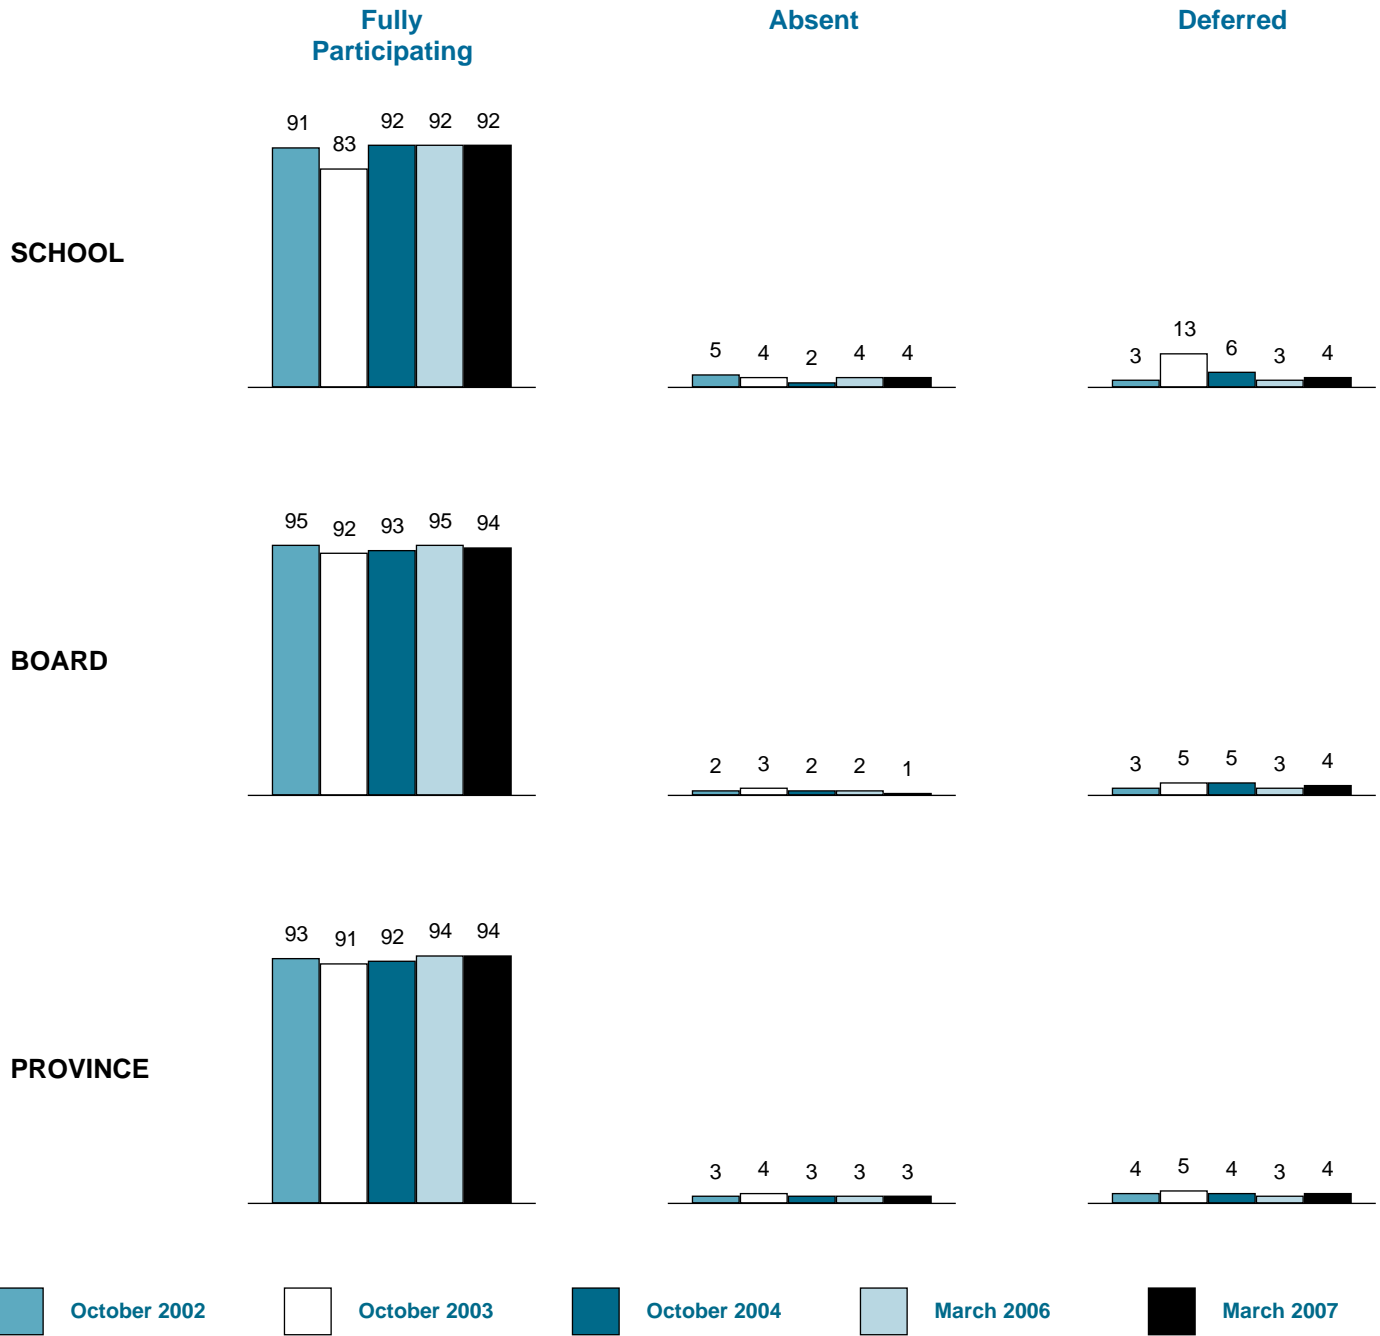 Fully
Participating
Absent
Deferred
SCHOOL
91 83 92 92 92
5 4 2 4 4
3 13 6 3 4
BOARD
95 92 93 95 94
2 3 2 2 1
3 5 5 3 4
PROVINCE
93 91 92 94 94
3 4 3 3 3
4 5 4 3 4
October 2002 October 2003 October 2004 March 2006 March 2007